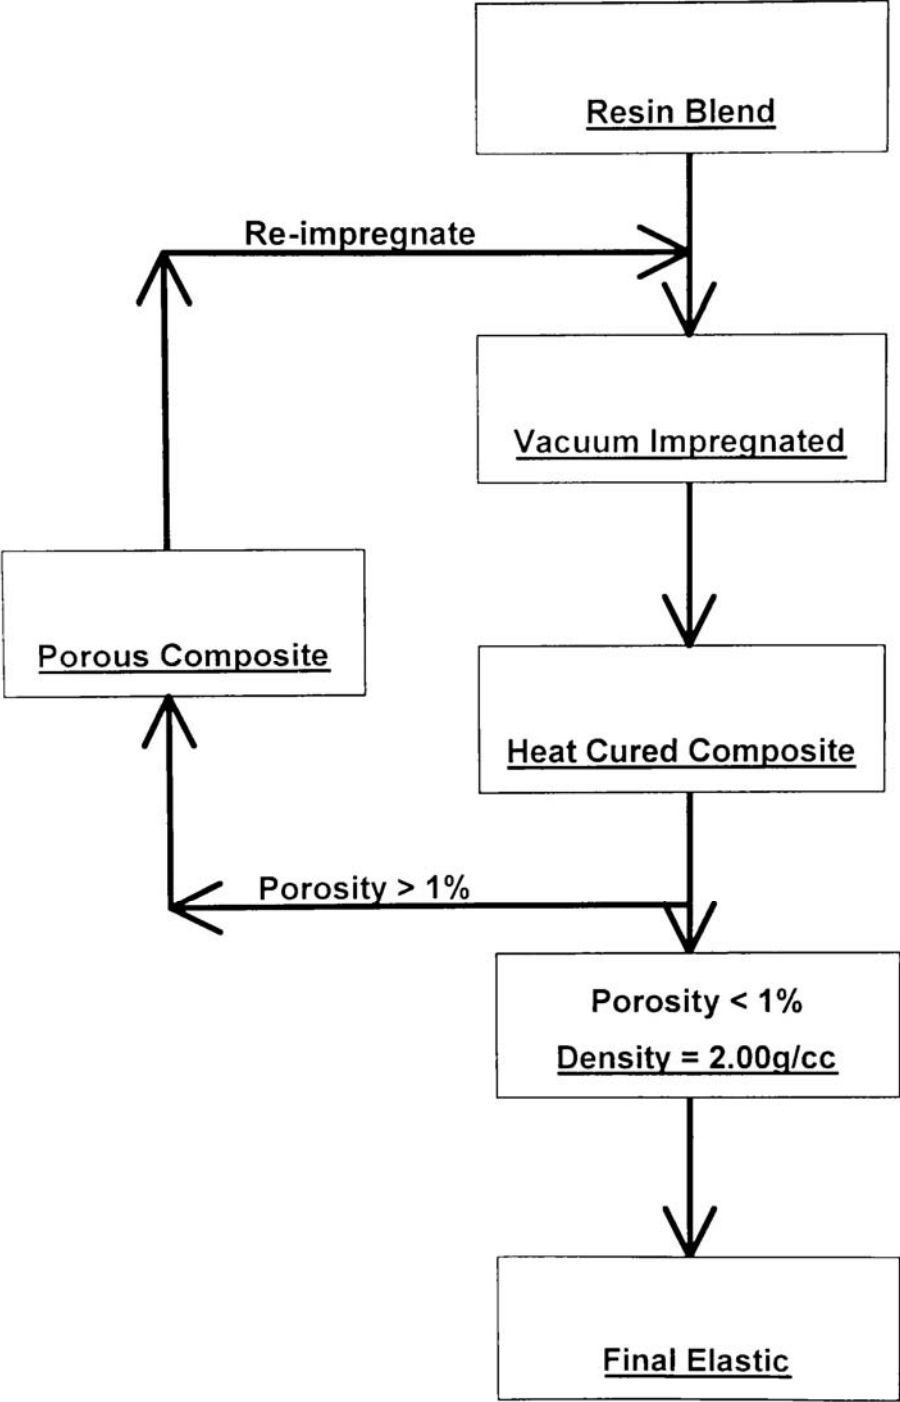 Resin Blend
Re-impregnate
Vacuum Impregnated
Porous Composite
Heat Cured Composite
Porosity > 1%
Porosity < 1%
Density = 2.00g/cc
Final Elastic